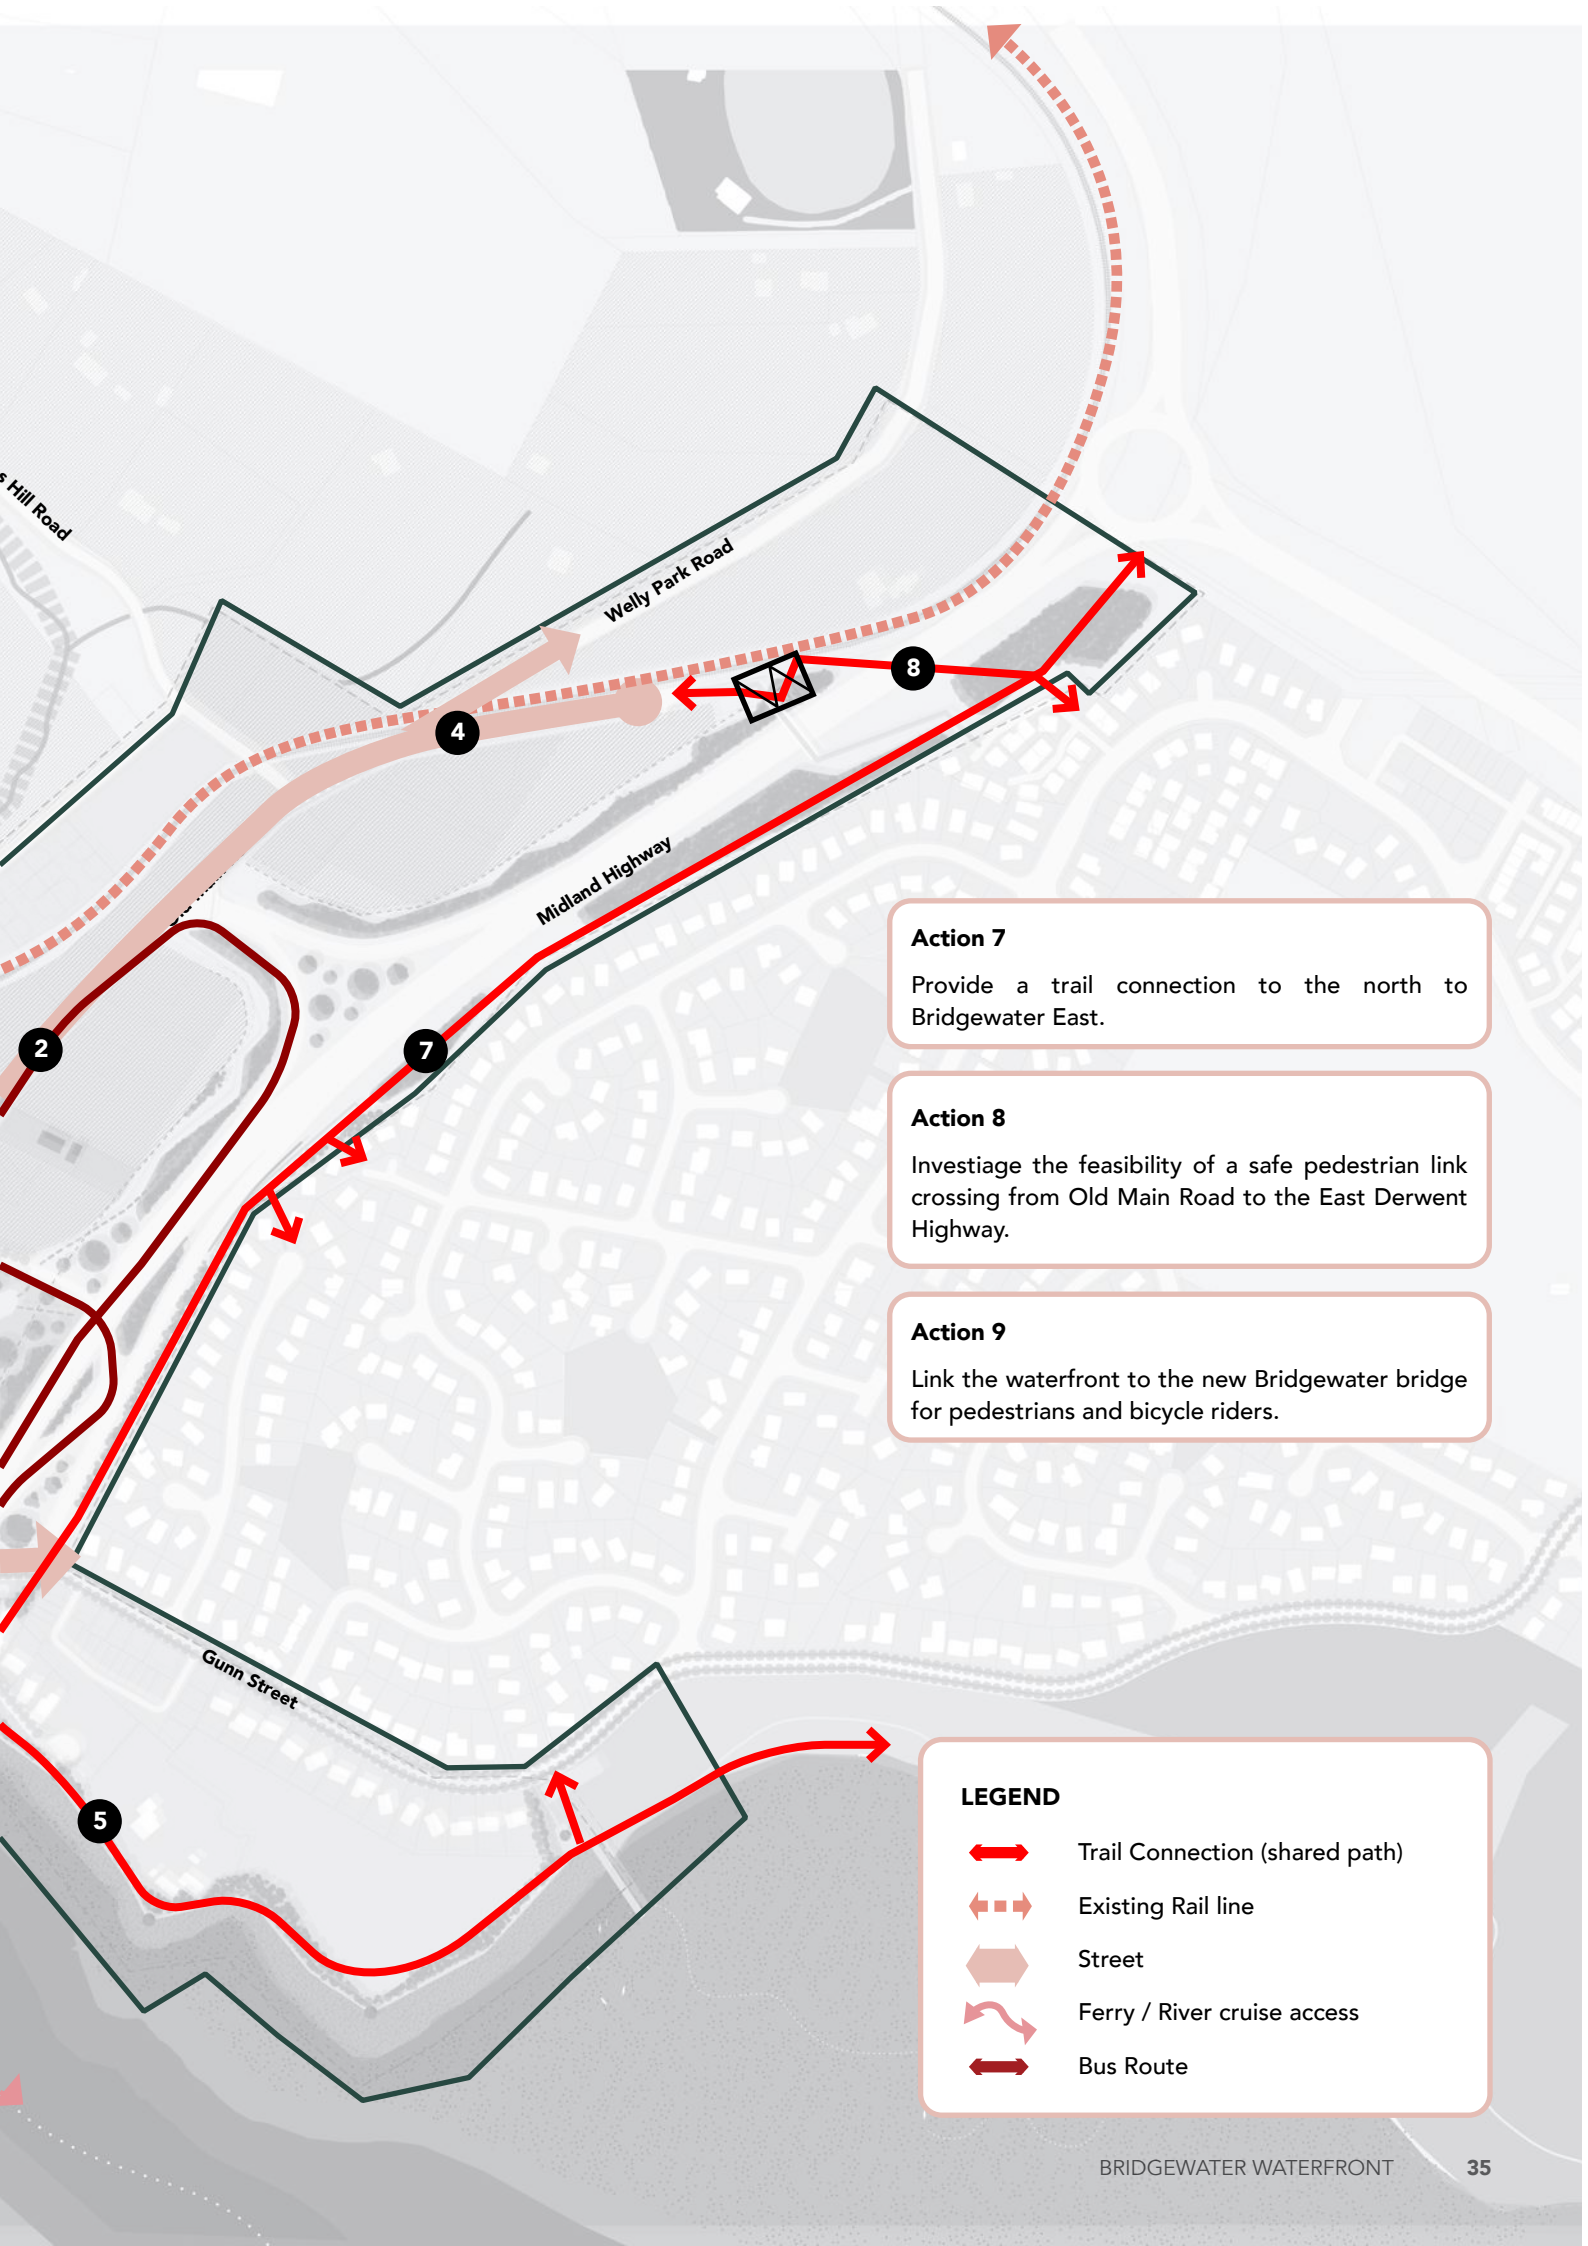 s Hill Road
Welly Park Road
8
4
Midland Highway
2
7
Action 7
Provide a trail connection to the north to
Bridgewater East.
Action 8
Investiage the feasibility of a safe pedestrian link
crossing from Old Main Road to the East Derwent
Highway.
Action 9
Link the waterfront to the new Bridgewater bridge
for pedestrians and bicycle riders.
Gunn Street
5
LEGEND
Trail Connection (shared path)
Existing Rail line
Street
Ferry / River cruise access
Bus Route
BRIDGEWATER WATERFRONT 35